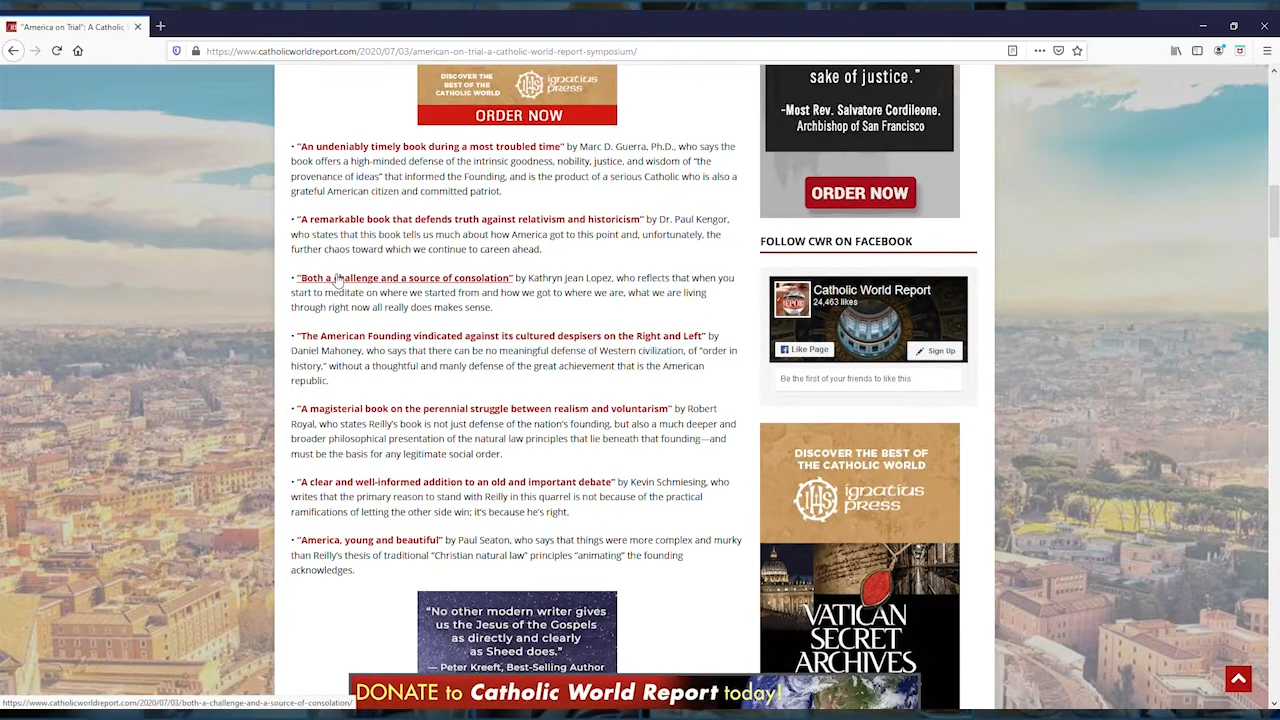 "America on Trial": A Catholic W
https://www.catholicworldreport.com/2020/07/03/american-on-trial-a-catholic-world-report-symposium/
DISCOVER THE
BEST OF THE
CATHOLIC WORLD
IHS
ignatius
press
ORDER NOW
• "An undeniably timely book during a most troubled time" by Marc D. Guerra, Ph.D., who says the
book offers a high-minded defense of the intrinsic goodness, nobility, justice, and wisdom of "the
provenance of ideas" that informed the Founding, and is the product of a serious Catholic who is also a
grateful American citizen and committed patriot.
• "A remarkable book that defends truth against relativism and historicism" by Dr. Paul Kengor,
who states that this book tells us much about how America got to this point and, unfortunately, the
further chaos toward which we continue to careen ahead.
• "Both a challenge and a source of consolation" by Kathryn Jean Lopez, who reflects that when you
start to meditate on where we started from and how we got to where we are, what we are living
through right now all really does makes sense.
• "The American Founding vindicated against its cultured despisers on the Right and Left" by
Daniel Mahoney, who says that there can be no meaningful defense of Western civilization, of "order in
history," without a thoughtful and manly defense of the great achievement that is the American
republic.
• "A magisterial book on the perennial struggle between realism and voluntarism" by Robert
Royal, who states Reilly's book is not just defense of the nation's founding, but also a much deeper and
broader philosophical presentation of the natural law principles that lie beneath that founding—and
must be the basis for any legitimate social order.
• "A clear and well-informed addition to an old and important debate" by Kevin Schmiesing, who
writes that the primary reason to stand with Reilly in this quarrel is not because of the practical
ramifications of letting the other side win; it's because he's right.
• "America, young and beautiful" by Paul Seaton, who says that things were more complex and murky
than Reilly's thesis of traditional "Christian natural law" principles "animating" the founding
acknowledges.
"No other modern writer gives
us the Jesus of the Gospels
as directly and clearly
as Sheed does."
— Peter Kreeft, Best-Selling Author
sake of justice."
-Most Rev. Salvatore Cordileone,
Archbishop of San Francisco
ORDER NOW
FOLLOW CWR ON FACEBOOK
Catholic World Report
24,463 likes
Like Page
Sign Up
Be the first of your friends to like this
DISCOVER THE BEST OF
THE CATHOLIC WORLD
IHS
ignatius
press
VATICAN
SECRET
ARCHIVES
DONATE to Catholic World Report today!
https://www.catholicworldreport.com/2020/07/03/both-a-challenge-and-a-source-of-consolation/